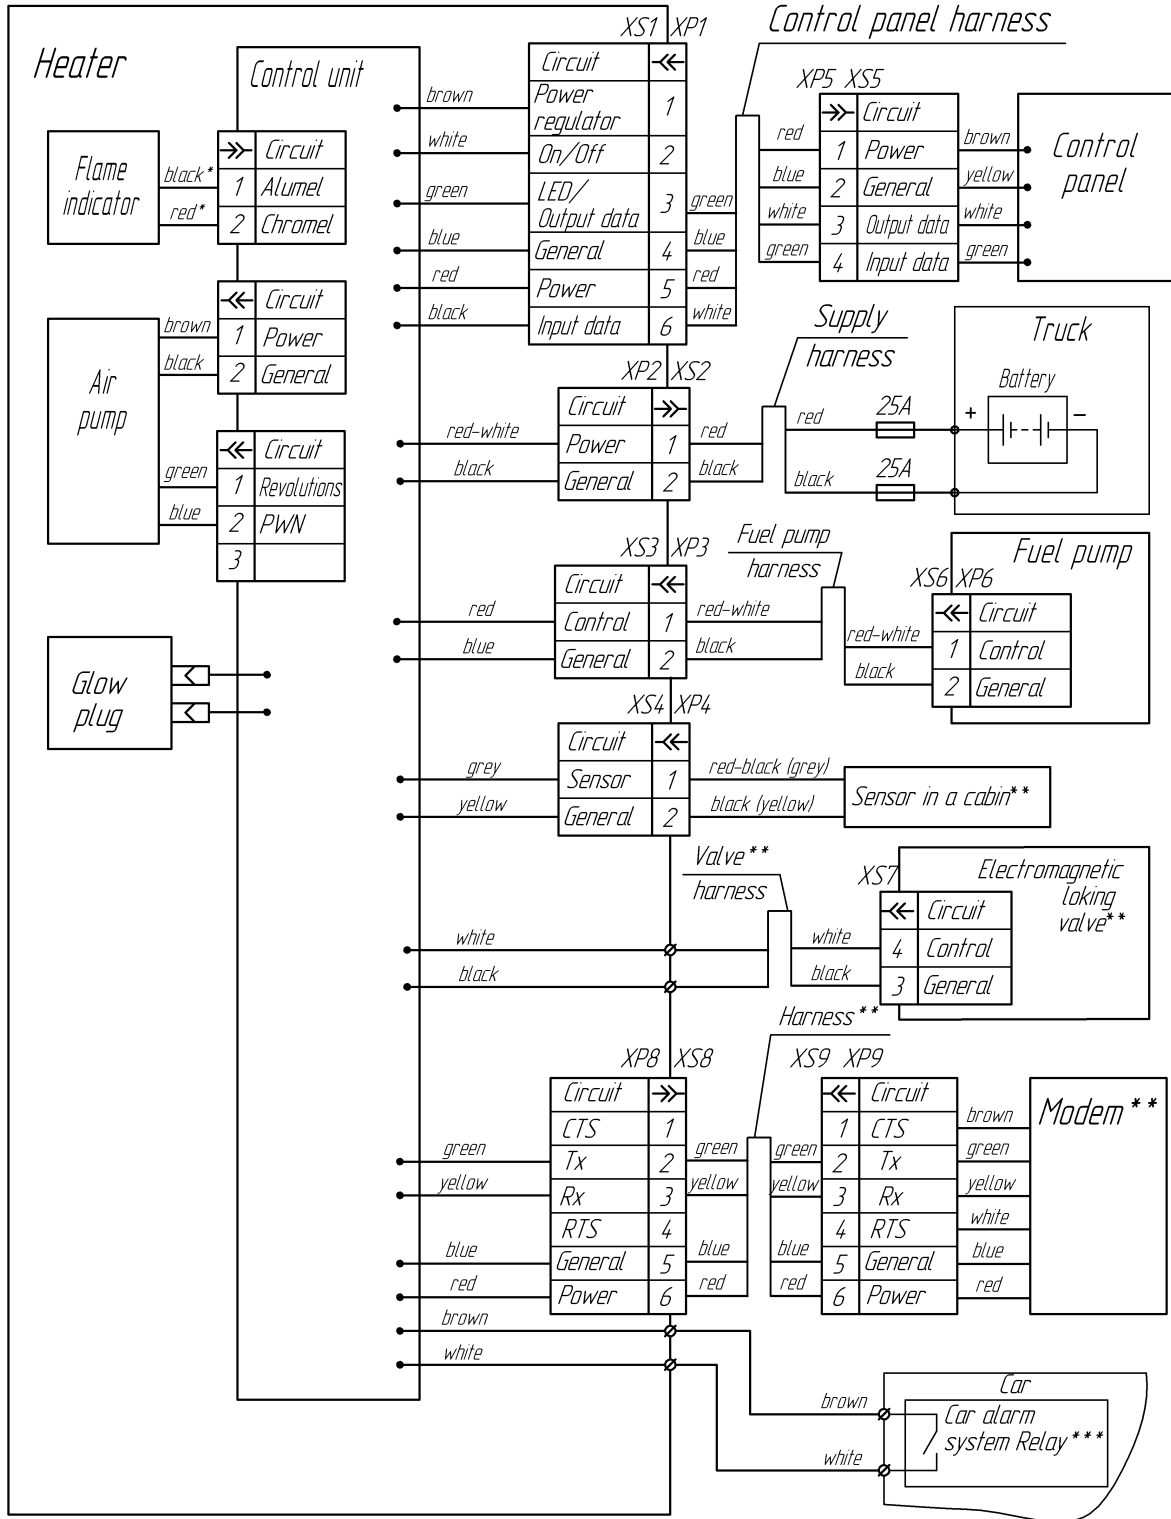 Heater
Control unit
Flame
indicator
black*
red*
Circuit
1 Alumel
2 Chromel
Air
pump
brown
black
Circuit
1 Power
2 General
green
blue
Circuit
1 Revolutions
2 PWN
3
Glow
plug
XS1 XP1
Circuit
brown
Power
regulator 1
white
On/Off 2
green
LED/
Output data 3
green
blue
General 4
blue
red
Power 5
red
black
Input data 6
white
Control panel harness
XP5 XS5
Circuit
red
1 Power
brown
blue
2 General
yellow
white
3 Output data
white
green
4 Input data
green
Control
panel
XP2 XS2
Circuit
red-white
Power 1
red
black
General 2
black
Supply
harness
red
25A
black
25A
Truck
Battery
+ −
XS3 XP3
Circuit
red
Control 1
red-white
blue
General 2
black
Fuel pump
harness
red-white
black
Fuel pump
XS6 XP6
Circuit
1 Control
2 General
XS4 XP4
Circuit
grey
Sensor 1
red-black (grey)
yellow
General 2
black (yellow)
Sensor in a cabin**
white
black
Valve**
harness
white
black
XS7
Circuit
4 Control
3 General
Electromagnetic
loking
valve**
XP8 XS8
Circuit
CTS 1
green
Tx 2
green
yellow
Rx 3
yellow
RTS 4
blue
General 5
blue
red
Power 6
red
Harness**
green
yellow
blue
red
XS9 XP9
Circuit
1 CTS
brown
2 Tx
green
3 Rx
yellow
4 RTS
white
5 General
blue
6 Power
red
Modem**
brown
white
brown
white
Car
Car alarm
system Relay***